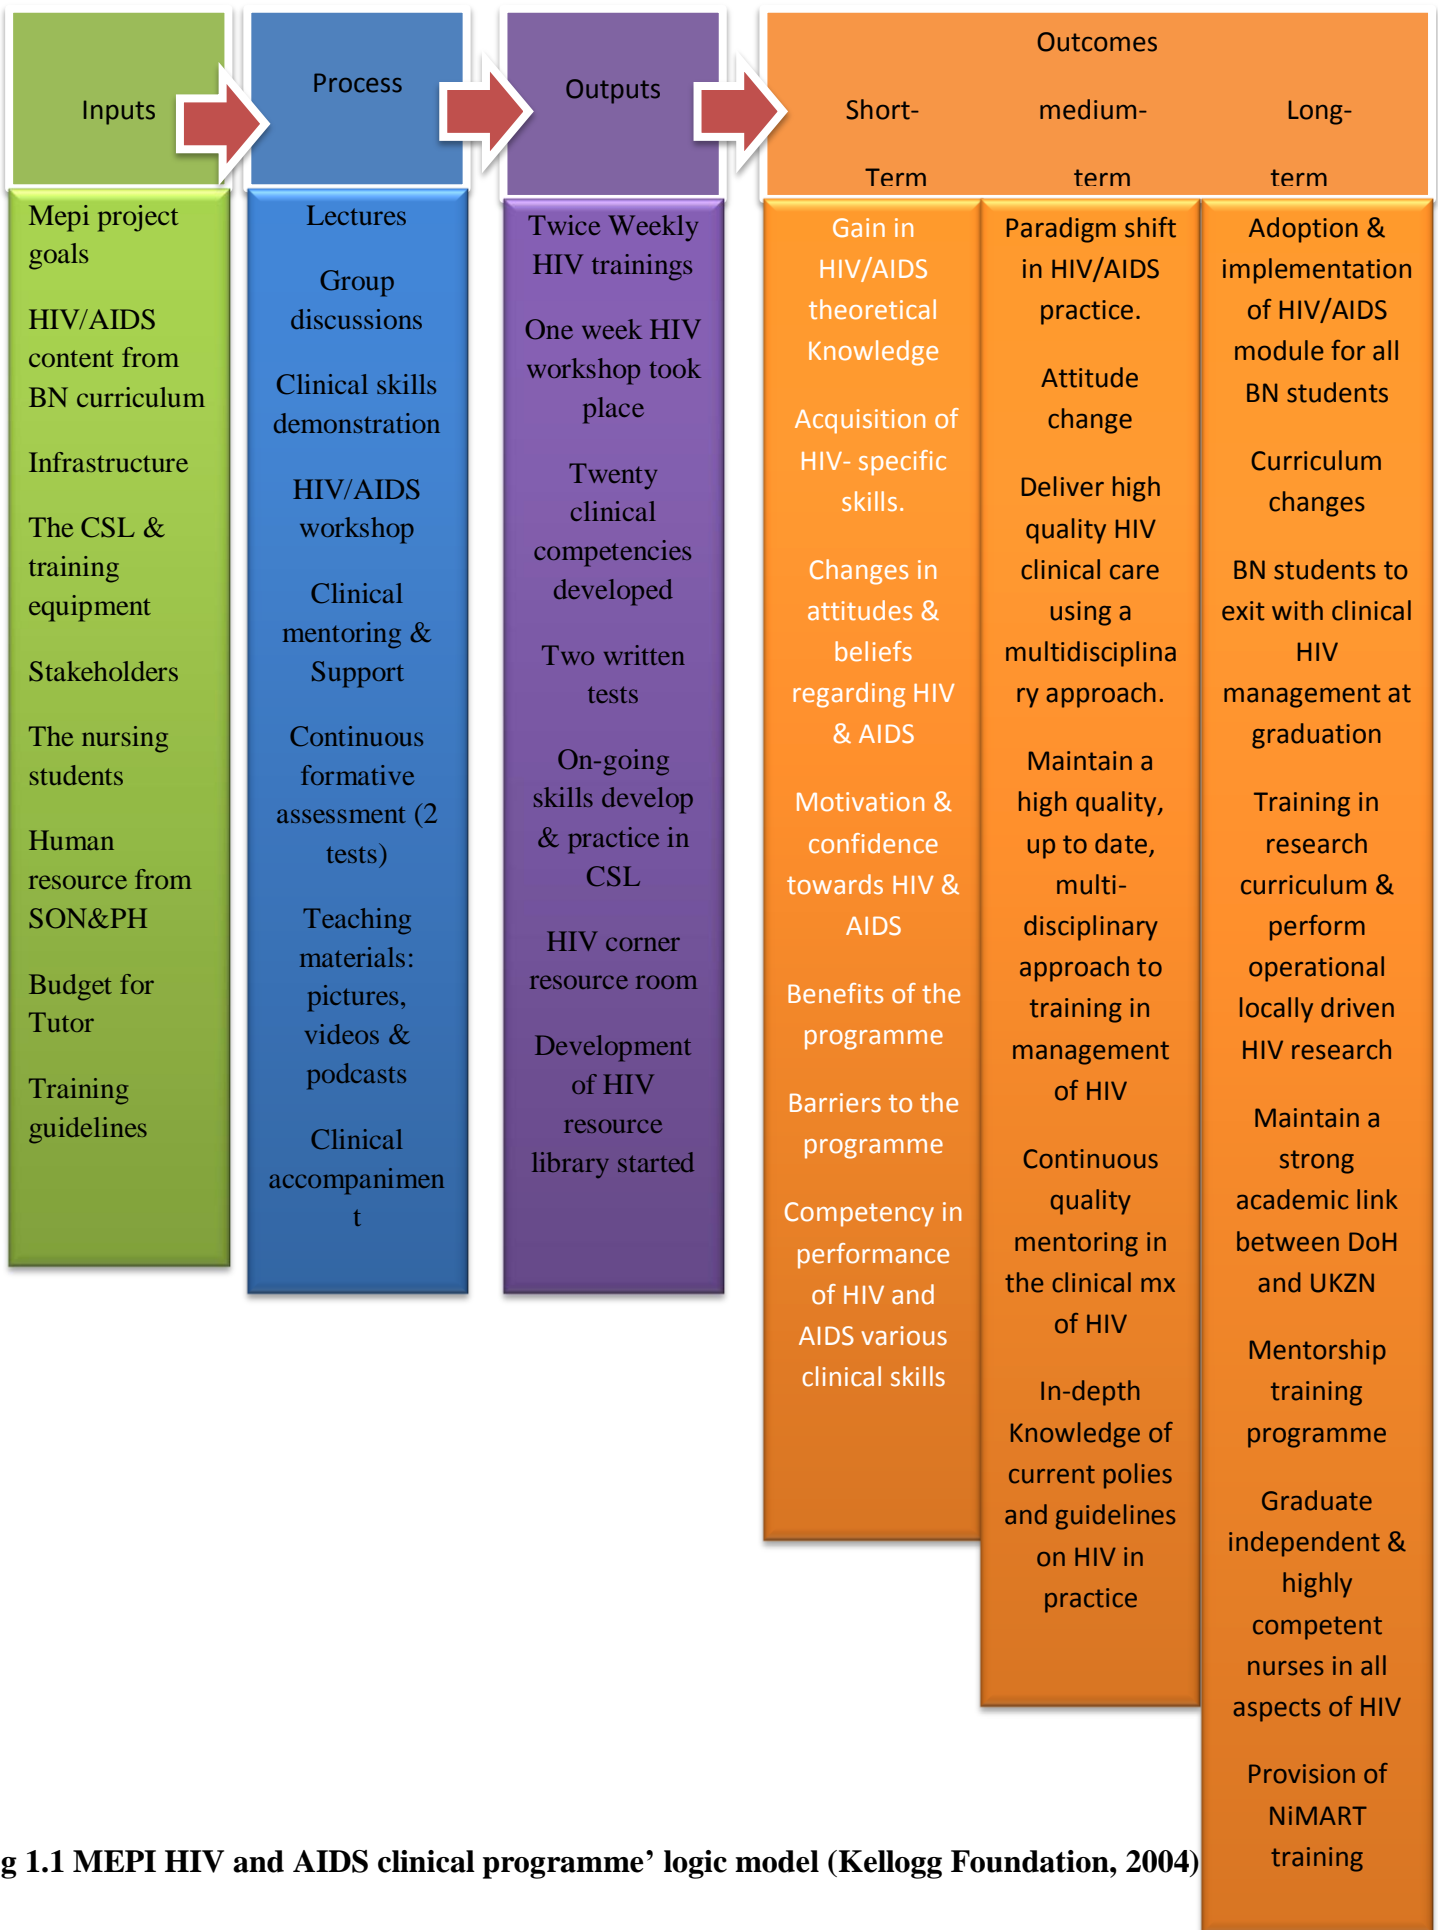 Inputs
Process
Outputs
Outcomes
Short-
Term
medium-
term
Long-
term
Mepi project
goals
HIV/AIDS
content from
BN curriculum
Infrastructure
The CSL &
training
equipment
Stakeholders
The nursing
students
Human
resource from
SON&PH
Budget for
Tutor
Training
guidelines
Lectures
Group
discussions
Clinical skills
demonstration
HIV/AIDS
workshop
Clinical
mentoring &
Support
Continuous
formative
assessment (2
tests)
Teaching
materials:
pictures,
videos &
podcasts
Clinical
accompanimen
t
Twice Weekly
HIV trainings
One week HIV
workshop took
place
Twenty
clinical
competencies
developed
Two written
tests
On-going
skills develop
& practice in
CSL
HIV corner
resource room
Development
of HIV
resource
library started
Gain in
HIV/AIDS
theoretical
Knowledge
Acquisition of
HIV- specific
skills.
Changes in
attitudes &
beliefs
regarding HIV
& AIDS
Motivation &
confidence
towards HIV &
AIDS
Benefits of the
programme
Barriers to the
programme
Competency in
performance
of HIV and
AIDS various
clinical skills
Paradigm shift
in HIV/AIDS
practice.
Attitude
change
Deliver high
quality HIV
clinical care
using a
multidisciplina
ry approach.
Maintain a
high quality,
up to date,
multi-
disciplinary
approach to
training in
management
of HIV
Continuous
quality
mentoring in
the clinical mx
of HIV
In-depth
Knowledge of
current polies
and guidelines
on HIV in
practice
Adoption &
implementation
of HIV/AIDS
module for all
BN students
Curriculum
changes
BN students to
exit with clinical
HIV
management at
graduation
Training in
research
curriculum &
perform
operational
locally driven
HIV research
Maintain a
strong
academic link
between DoH
and UKZN
Mentorship
training
programme
Graduate
independent &
highly
competent
nurses in all
aspects of HIV
Provision of
NiMART
training
g 1.1 MEPI HIV and AIDS clinical programme’ logic model (Kellogg Foundation, 2004)